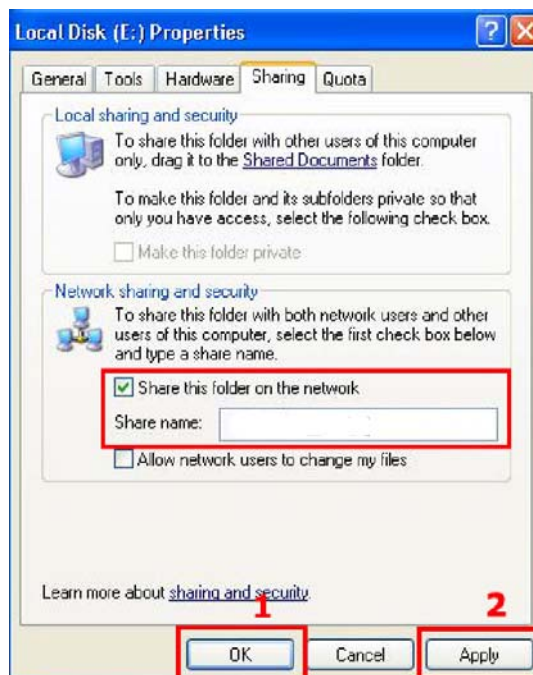 Local Disk (E:) Properties
General Tools Hardware Sharing Quota
Local sharing and security
To share this folder with other users of this computer
only, drag it to the Shared Documents folder.
To make this folder and its subfolders private so that
only you have access, select the following check box.
Make this folder private
Network sharing and security
To share this folder with both network users and other
users of this computer, select the first check box below
and type a share name.
Share this folder on the network
Share name:
Allow network users to change my files
Learn more about sharing and security.
1 2
OK Cancel Apply